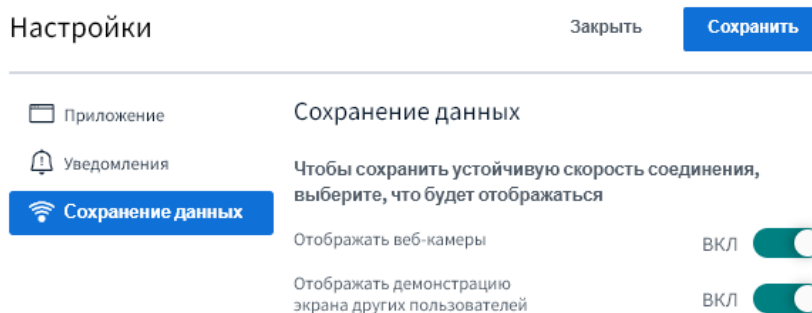 Настройки
Закрыть
Сохранить
Приложение
Уведомления
Сохранение данных
Сохранение данных
Чтобы сохранить устойчивую скорость соединения,
выберите, что будет отображаться
Отображать веб-камеры
ВКЛ
Отображать демонстрацию
экрана других пользователей
ВКЛ